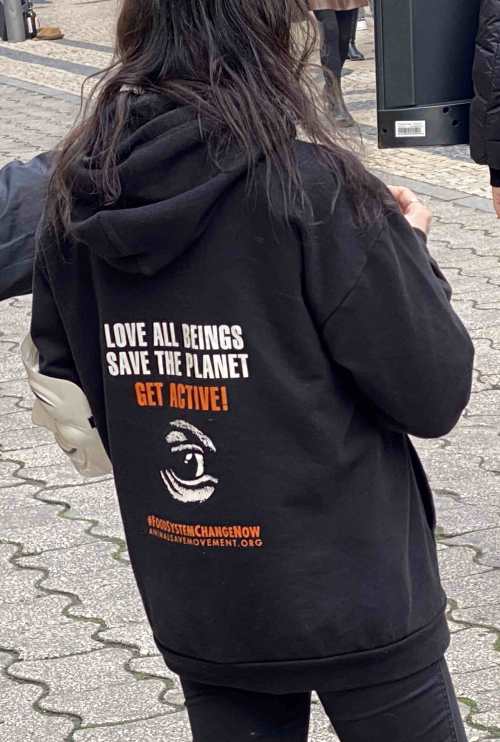 LOVE ALL BEINGS
SAVE THE PLANET
GET ACTIVE!
#FOODSYSTEMCHANGENOW
ANIMALSAVEMOVEMENT.ORG